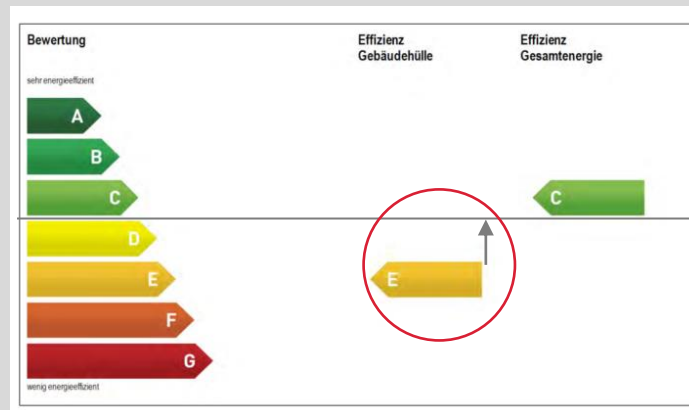 Bewertung
Effizienz
Gebäudehülle
Effizienz
Gesamtenergie
sehr energieeffizient
A
B
C
C
D
E
E
F
G
wenig energieeffizient